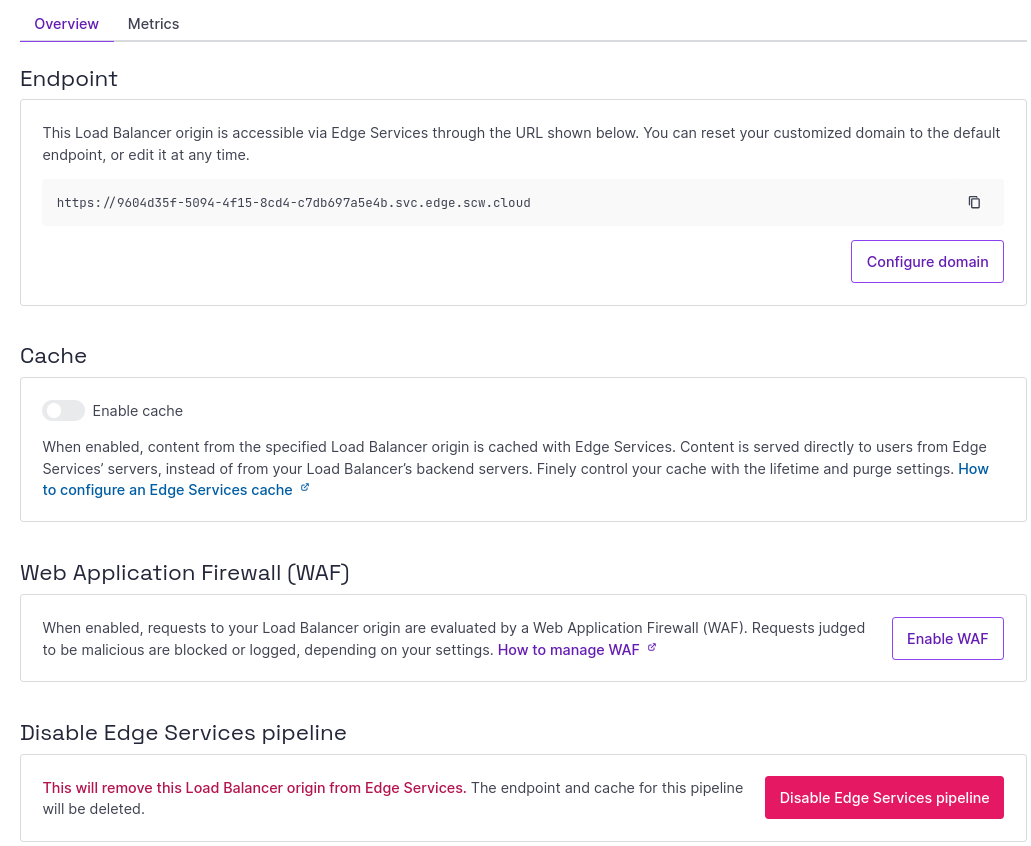 Overview Metrics
Endpoint
This Load Balancer origin is accessible via Edge Services through the URL shown below. You can reset your customized domain to the default
endpoint, or edit it at any time.
https://9604d35f-5094-4f15-8cd4-c7db697a5e4b.svc.edge.scw.cloud
Configure domain
Cache
Enable cache
When enabled, content from the specified Load Balancer origin is cached with Edge Services. Content is served directly to users from Edge
Services’ servers, instead of from your Load Balancer’s backend servers. Finely control your cache with the lifetime and purge settings. How
to configure an Edge Services cache
Web Application Firewall (WAF)
When enabled, requests to your Load Balancer origin are evaluated by a Web Application Firewall (WAF). Requests judged
to be malicious are blocked or logged, depending on your settings. How to manage WAF
Enable WAF
Disable Edge Services pipeline
This will remove this Load Balancer origin from Edge Services. The endpoint and cache for this pipeline
will be deleted.
Disable Edge Services pipeline